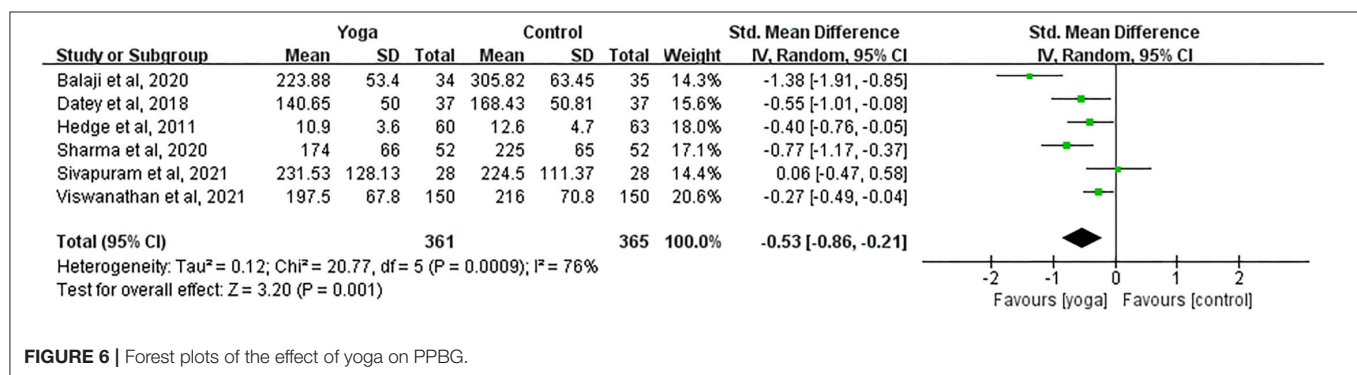 Yoga Control Std. Mean Difference Std. Mean Difference
Study or Subgroup Mean SD Total Mean SD Total Weight IV, Random, 95% CI IV, Random, 95% CI
Balaji et al, 2020 223.88 53.4 34 305.82 63.45 35 14.3% -1.38 [-1.91, -0.85]
Datey et al, 2018 140.65 50 37 168.43 50.81 37 15.6% -0.55 [-1.01, -0.08]
Hedge et al, 2011 10.9 3.6 60 12.6 4.7 63 18.0% -0.40 [-0.76, -0.05]
Sharma et al, 2020 174 66 52 225 65 52 17.1% -0.77 [-1.17, -0.37]
Sivapuram et al, 2021 231.53 128.13 28 224.5 111.37 28 14.4% 0.06 [-0.47, 0.58]
Viswanathan et al, 2021 197.5 67.8 150 216 70.8 150 20.6% -0.27 [-0.49, -0.04]
Total (95% CI) 361 365 100.0% -0.53 [-0.86, -0.21]
Heterogeneity: Tau² = 0.12; Chi² = 20.77, df = 5 (P = 0.0009); I² = 76%
Test for overall effect: Z = 3.20 (P = 0.001)
-2 -1 0 1 2
Favours [yoga] Favours [control]
FIGURE 6 | Forest plots of the effect of yoga on PPBG.